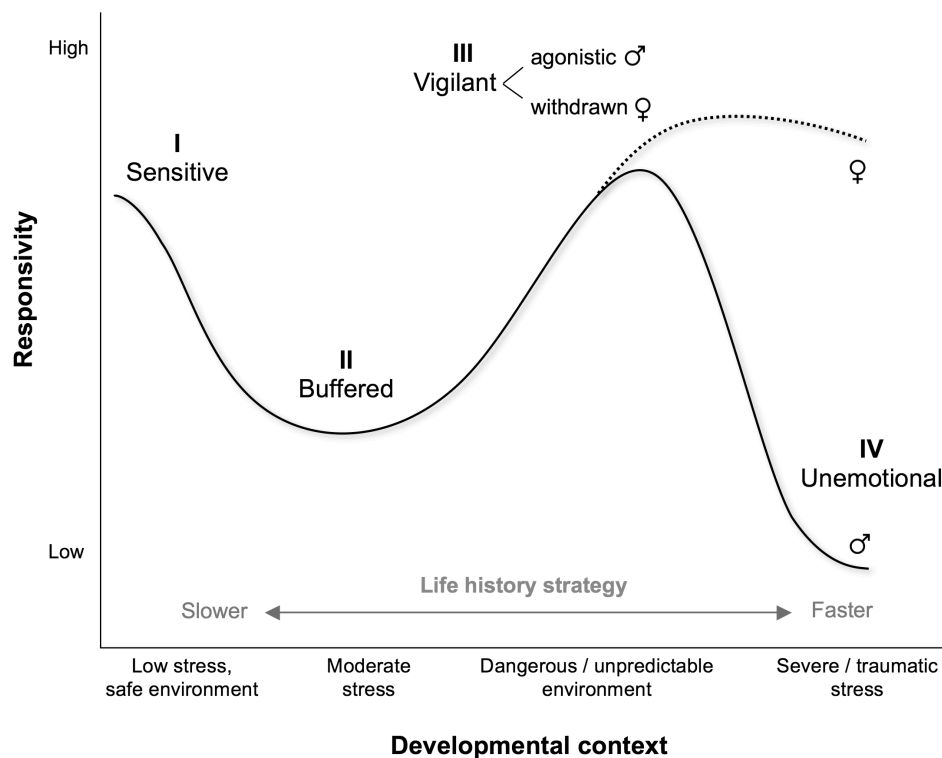 High
III
Vigilant
agonistic ♂
withdrawn ♀
I
Sensitive
♀
Responsivity
II
Buffered
IV
Unemotional
♂
Low
Life history strategy
Slower
Faster
Low stress,
safe environment
Moderate
stress
Dangerous / unpredictable
environment
Severe / traumatic
stress
Developmental context